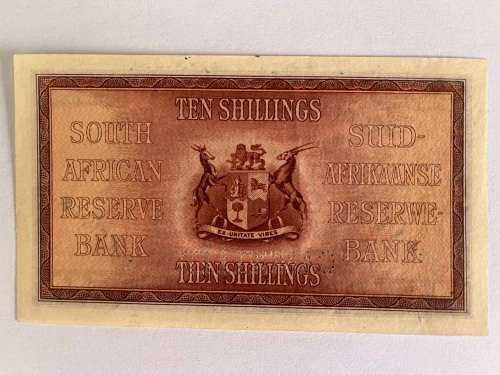 TEN SHILLINGS
SOUTH
AFRICAN
RESERVE
BANK
SUID-
AFRIKAANSE
RESERWE-
BANK
EX·UNITATE·VIRES
TIEN SHILLINGS